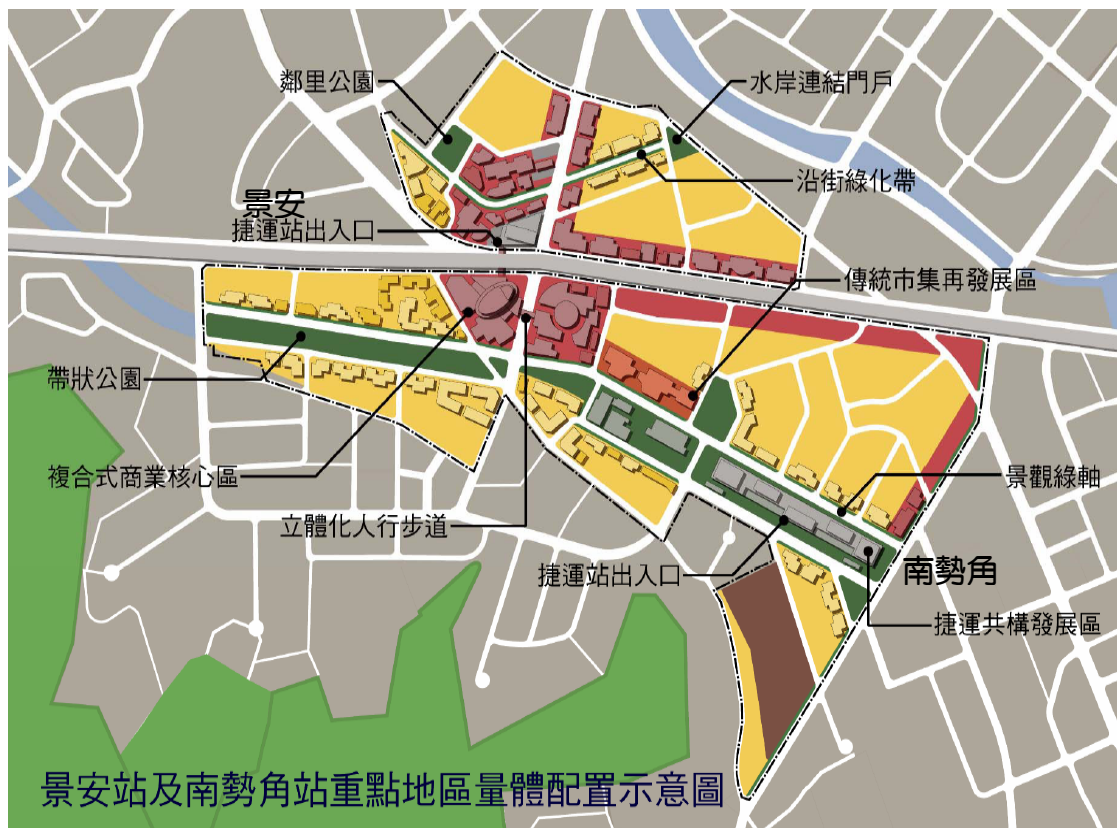 鄰里公園
水岸連結門戶
沿街綠化帶
景安
捷運站出入口
傳統市集再發展區
帶狀公園
複合式商業核心區
景觀綠軸
立體化人行步道
捷運站出入口
南勢角
捷運共構發展區
景安站及南勢角站重點地區量體配置示意圖